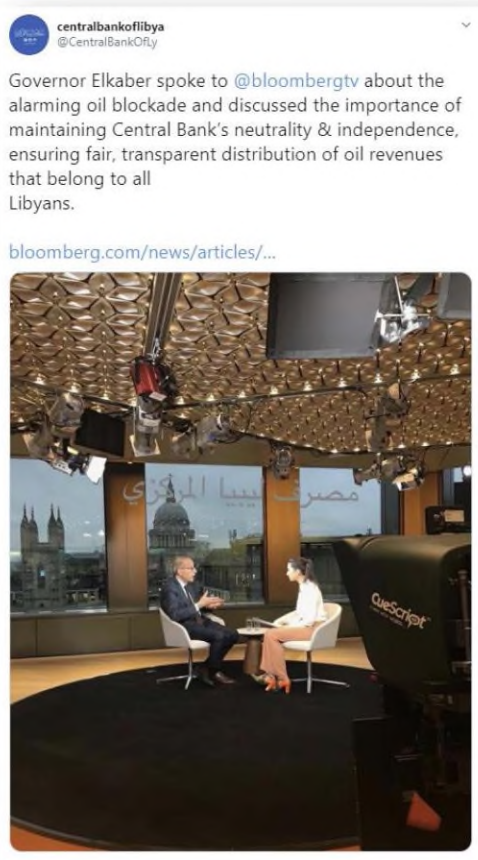 centralbankoflibya
@CentralBankOfLy
Governor Elkaber spoke to @bloombergtv about the
alarming oil blockade and discussed the importance of
maintaining Central Bank's neutrality & independence,
ensuring fair, transparent distribution of oil revenues
that belong to all
Libyans.
bloomberg.com/news/articles/...
مصرف ليبيا المركزي
CueScript